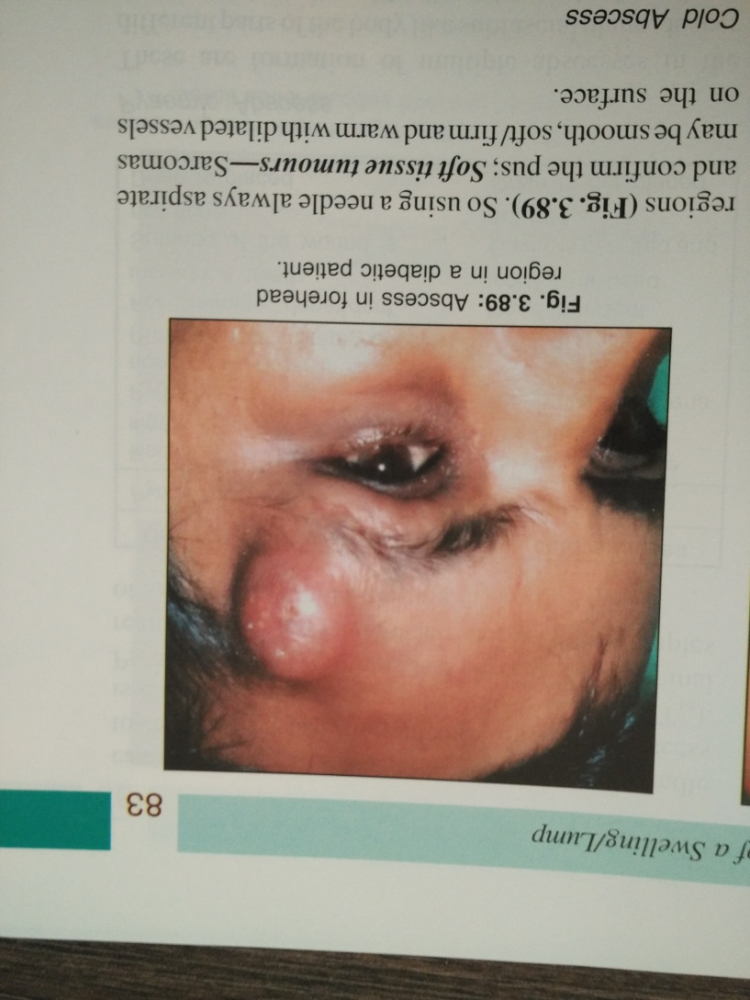 83
of a Swelling/Lump
Fig. 3.89: Abscess in forehead
region in a diabetic patient.
regions (Fig. 3.89). So using a needle always aspirate
and confirm the pus; Soft tissue tumours—Sarcomas
may be smooth, soft/firm and warm with dilated vessels
on the surface.
Cold Abscess